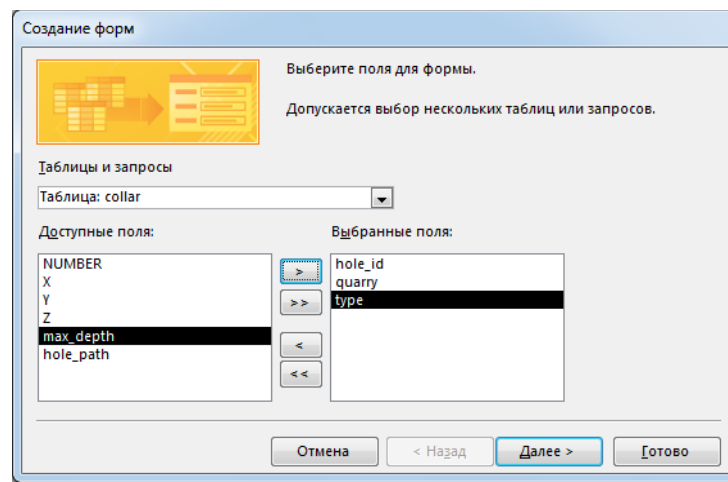 Создание форм
Выберите поля для формы.
Допускается выбор нескольких таблиц или запросов.
Таблицы и запросы
Таблица: collar
Доступные поля:
Выбранные поля:
NUMBER
X
Y
Z
max_depth
hole_path
>
>>
<
<<
hole_id
quarry
type
Отмена
< Назад
Далее >
Готово